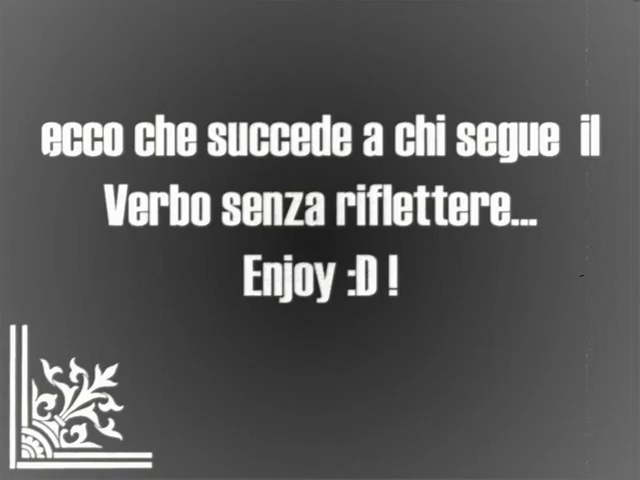 ecco che succede a chi segue il
Verbo senza riflettere...
Enjoy :D !